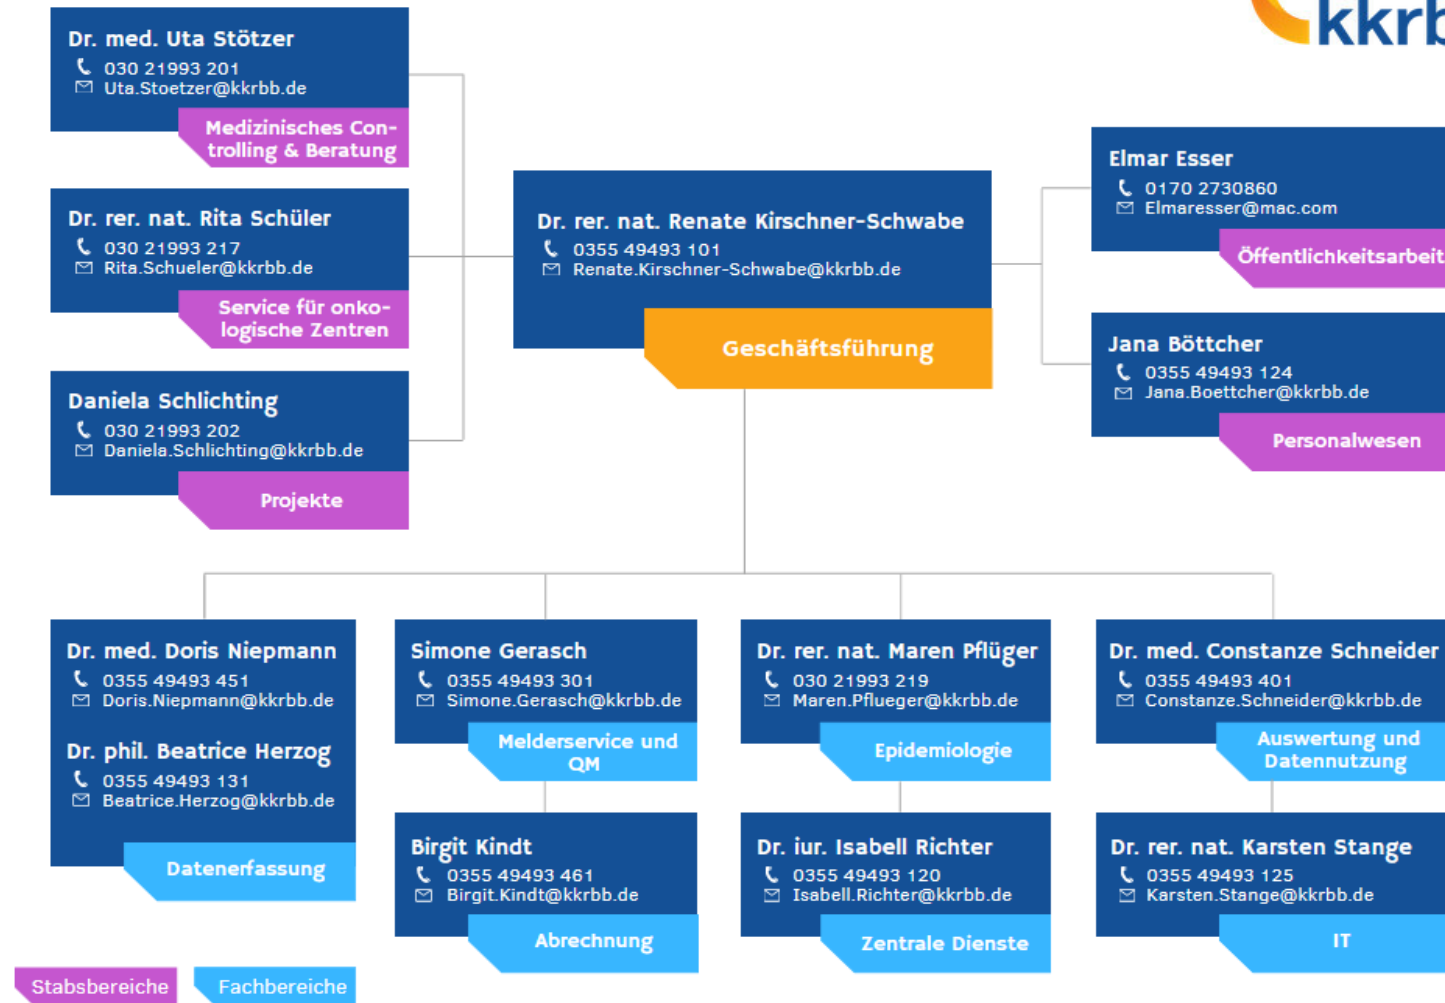 kkrb
Dr. med. Uta Stötzer
030 21993 201
Uta.Stoetzer@kkrbb.de
Medizinisches Con-
trolling & Beratung
Dr. rer. nat. Rita Schüler
030 21993 217
Rita.Schueler@kkrbb.de
Service für onko-
logische Zentren
Daniela Schlichting
030 21993 202
Daniela.Schlichting@kkrbb.de
Projekte
Dr. rer. nat. Renate Kirschner-Schwabe
0355 49493 101
Renate.Kirschner-Schwabe@kkrbb.de
Geschäftsführung
Elmar Esser
0170 2730860
Elmaresser@mac.com
Öffentlichkeitsarbeit
Jana Böttcher
0355 49493 124
Jana.Boettcher@kkrbb.de
Personalwesen
Dr. med. Doris Niepmann
0355 49493 451
Doris.Niepmann@kkrbb.de
Dr. phil. Beatrice Herzog
0355 49493 131
Beatrice.Herzog@kkrbb.de
Datenerfassung
Simone Gerasch
0355 49493 301
Simone.Gerasch@kkrbb.de
Melderservice und
QM
Birgit Kindt
0355 49493 461
Birgit.Kindt@kkrbb.de
Abrechnung
Dr. rer. nat. Maren Pflüger
030 21993 219
Maren.Pflueger@kkrbb.de
Epidemiologie
Dr. iur. Isabell Richter
0355 49493 120
Isabell.Richter@kkrbb.de
Zentrale Dienste
Dr. med. Constanze Schneider
0355 49493 401
Constanze.Schneider@kkrbb.de
Auswertung und
Datennutzung
Dr. rer. nat. Karsten Stange
0355 49493 125
Karsten.Stange@kkrbb.de
IT
Stabsbereiche
Fachbereiche